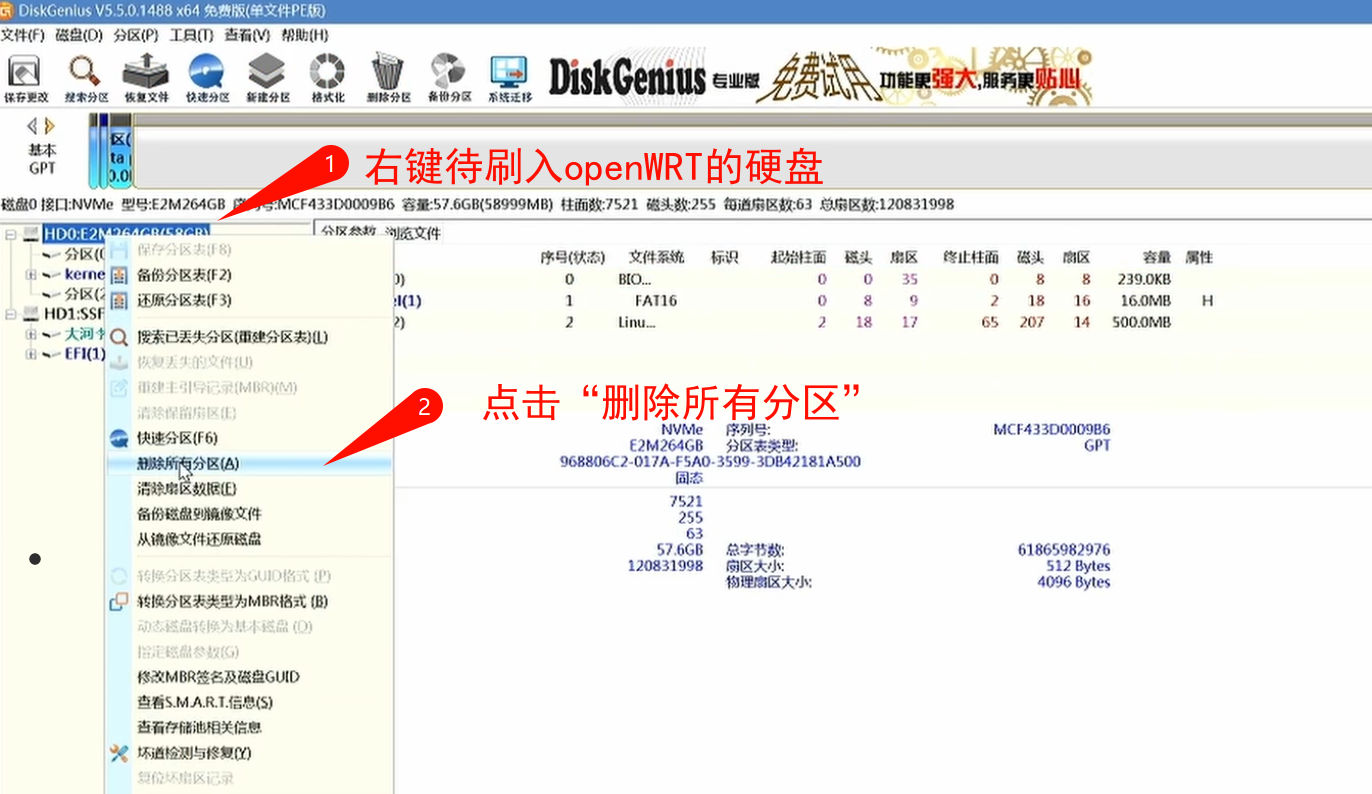 DiskGenius V5.5.0.1488 x64 免费版(单文件PE版)
文件(F) 磁盘(D) 分区(P) 工具(T) 查看(V) 帮助(H)
保存更改 搜索分区 恢复文件 快速分区 新建分区 格式化 删除分区 备份分区 系统迁移
DiskGenius 专业版 免费试用 功能更强大,服务更贴心
基本
GPT
区(
ta
0.0
1 右键待刷入openWRT的硬盘
磁盘0 接口:NVMe 型号:E2M264GB 号:MCF433D0009B6 容量:57.6GB(58999MB) 柱面数:7521 磁头数:255 每道扇区数:63 总扇区数:120831998
HD0:E2M264GB(58GB)
分区(0
kerne
分区(2
HD1:SSF
大河
EFI(1)
分区参数 浏览文件
序号(状态) 文件系统 标识 起始柱面 磁头 扇区 终止柱面 磁头 扇区 容量 属性
0) 0 BIO... 0 0 35 0 8 8 239.0KB
el(1) 1 FAT16 0 8 9 2 18 16 16.0MB H
2) 2 Linu... 2 18 17 65 207 14 500.0MB
保存分区表(F8)
备份分区表(F2)
还原分区表(F3)
搜索已丢失分区(重建分区表)(L)
恢复丢失的文件(U)
重建主引导记录(MBR)(M)
清除保留扇区(E)
快速分区(F6)
删除所有分区(A)
清除扇区数据(E)
备份磁盘到镜像文件
从镜像文件还原磁盘
转换分区表类型为GUID格式 (P)
转换分区表类型为MBR格式 (B)
动态磁盘转换为基本磁盘 (O)
指定磁盘参数(G)
修改MBR签名及磁盘GUID
查看S.M.A.R.T.信息(S)
查看存储池相关信息
坏道检测与修复(Y)
复位坏扇区记录
2 点击“删除所有分区”
NVMe 序列号: MCF433D0009B6
E2M264GB 分区表类型: GPT
968806C2-017A-F5A0-3599-3DB42181A500
固态
7521
255
63
57.6GB 总字节数: 61865982976
120831998 扇区大小: 512 Bytes
物理扇区大小: 4096 Bytes